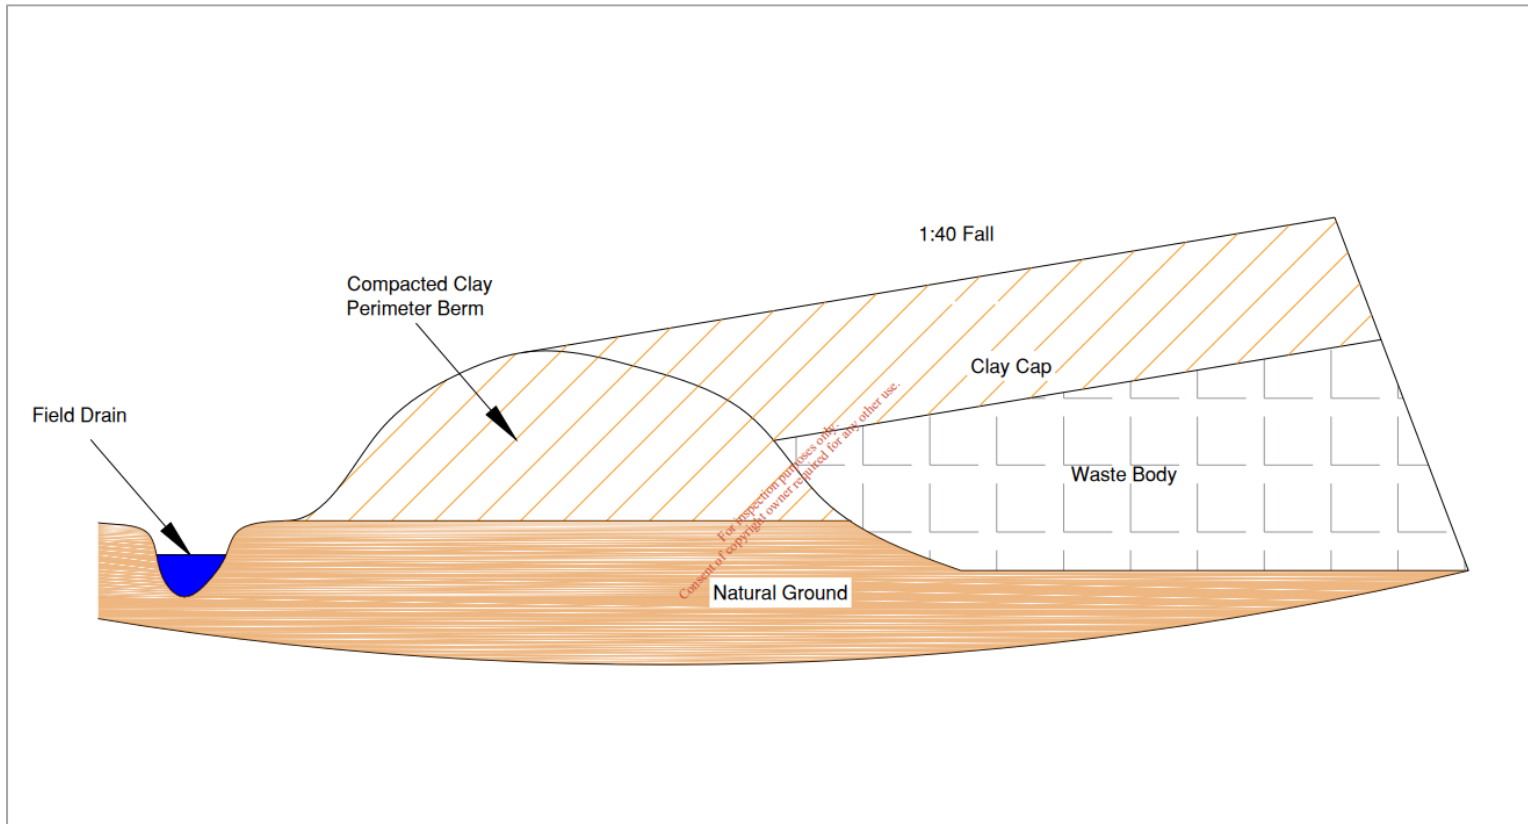 1:40 Fall
Compacted Clay
Perimeter Berm
Clay Cap
Field Drain
Waste Body
For inspection purposes only.
Consent of copyright owner required for any other use.
Natural Ground